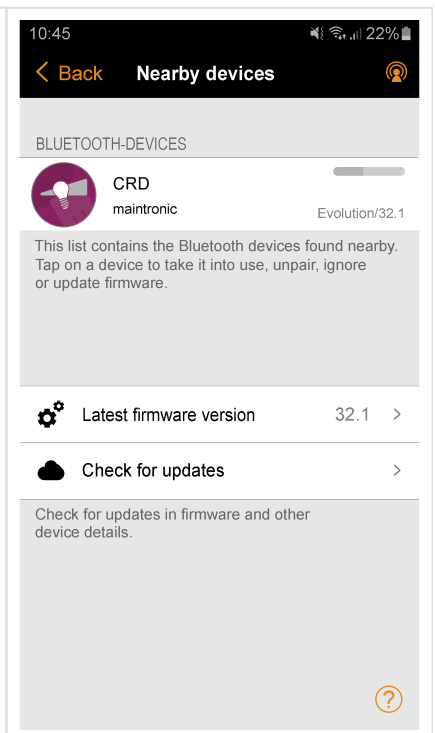 10:45 22%
Back Nearby devices
BLUETOOTH-DEVICES
CRD
maintronic Evolution/32.1
This list contains the Bluetooth devices found nearby.
Tap on a device to take it into use, unpair, ignore
or update firmware.
Latest firmware version 32.1 >
Check for updates >
Check for updates in firmware and other
device details.
?